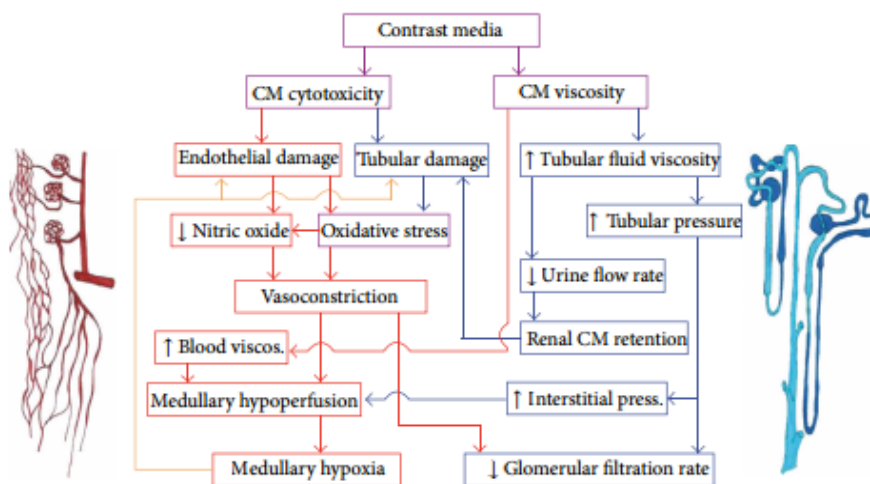 Contrast media
CM cytotoxicity
CM viscosity
Endothelial damage
Tubular damage
↑ Tubular fluid viscosity
↓ Nitric oxide
Oxidative stress
↑ Tubular pressure
Vasoconstriction
↓ Urine flow rate
↑ Blood viscos.
Renal CM retention
Medullary hypoperfusion
↑ Interstitial press.
Medullary hypoxia
↓ Glomerular filtration rate